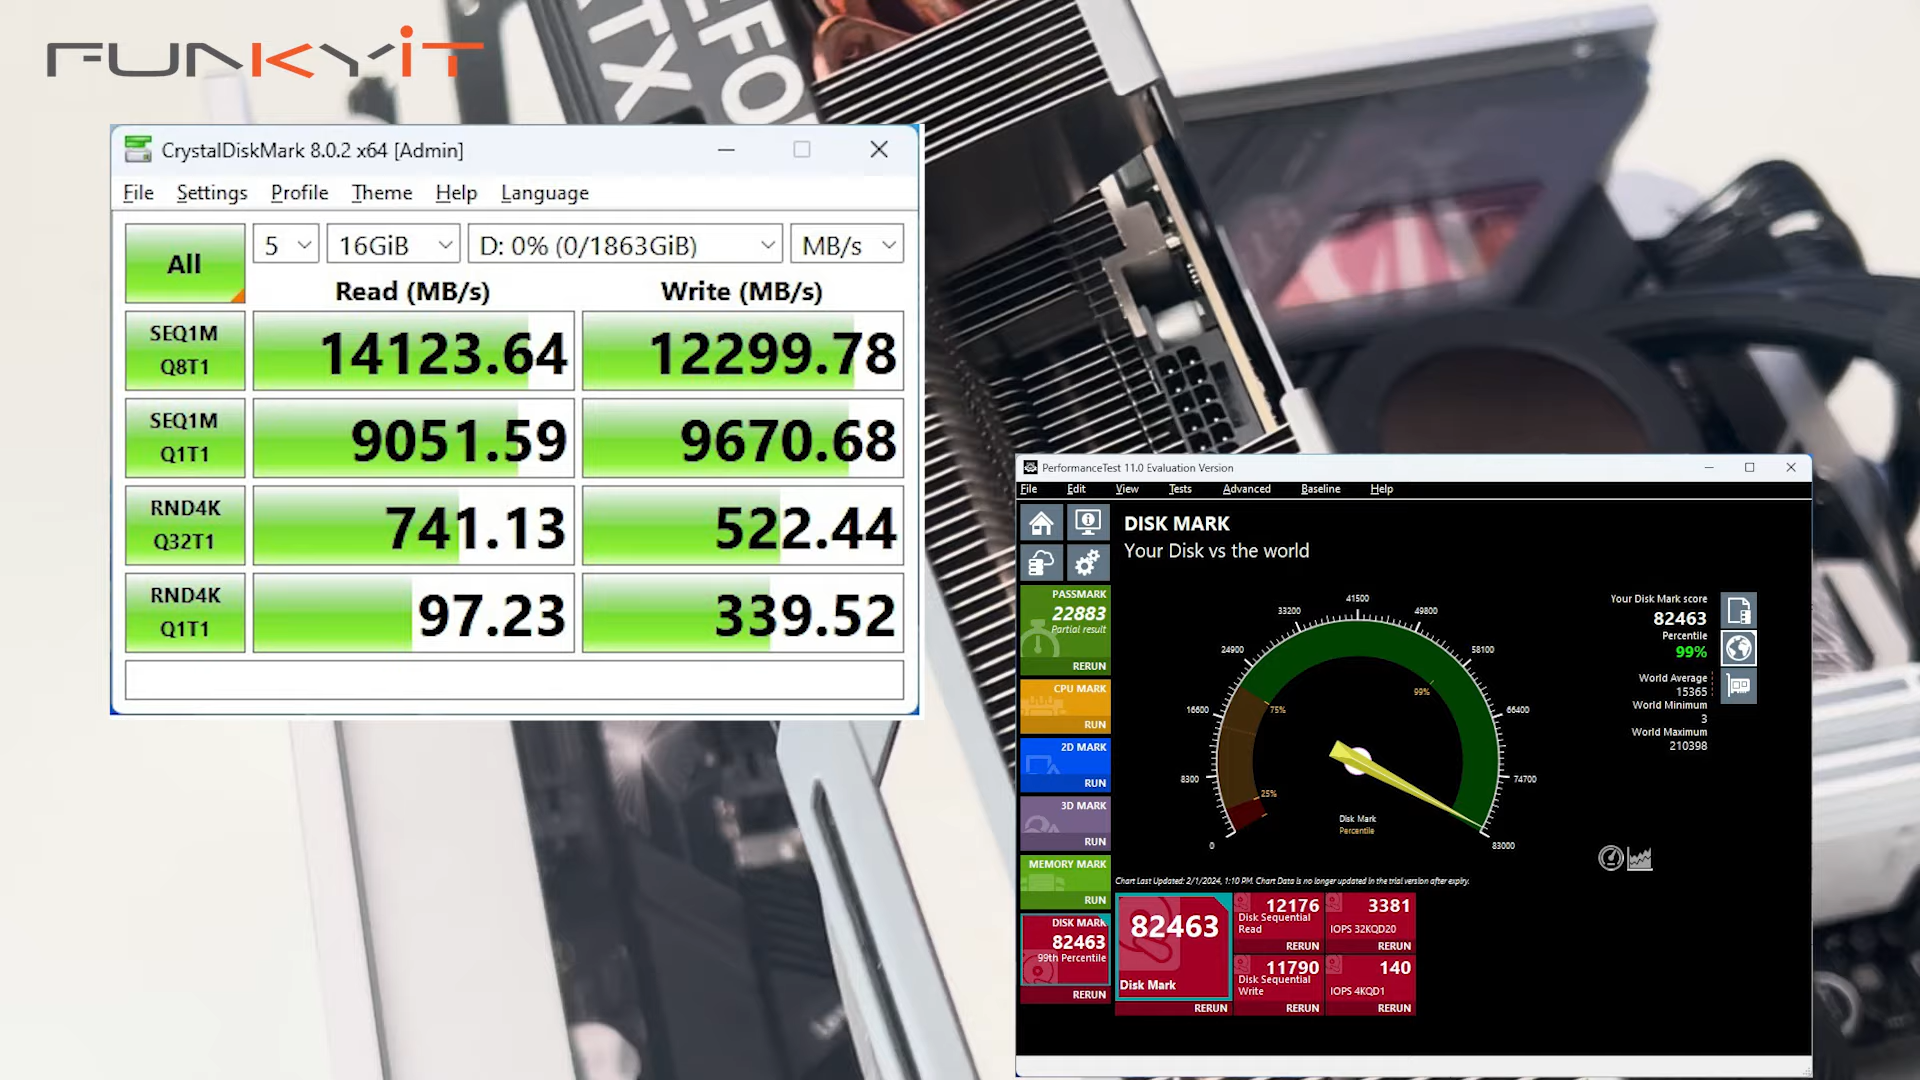 FUNKYiT
RTX
GEFO
CrystalDiskMark 8.0.2 x64 [Admin]
File Settings Profile Theme Help Language
All
5 16GiB D: 0% (0/1863GiB) MB/s
Read (MB/s) Write (MB/s)
SEQ1M
Q8T1
14123.64 12299.78
SEQ1M
Q1T1
9051.59 9670.68
RND4K
Q32T1
741.13 522.44
RND4K
Q1T1
97.23 339.52
PerformanceTest 11.0 Evaluation Version
File Edit View Tests Advanced Baseline Help
DISK MARK
Your Disk vs the world
PASSMARK
22883
Partial result
RERUN
CPU MARK
RUN
2D MARK
RUN
3D MARK
RUN
MEMORY MARK
RUN
DISK MARK
82463
99th Percentile
RERUN
0
8300
16600
24900
33200
41500
49800
58100
66400
74700
83000
25%
75%
99%
Disk Mark
Percentile
Your Disk Mark score
82463
Percentile
99%
World Average
15365
World Minimum
3
World Maximum
210398
Chart Last Updated: 2/1/2024, 1:10 PM. Chart Data is no longer updated in the trial version after expiry.
82463
Disk Mark
RERUN
12176
Disk Sequential
Read
RERUN
3381
IOPS 32KQD20
RERUN
11790
Disk Sequential
Write
RERUN
140
IOPS 4KQD1
RERUN